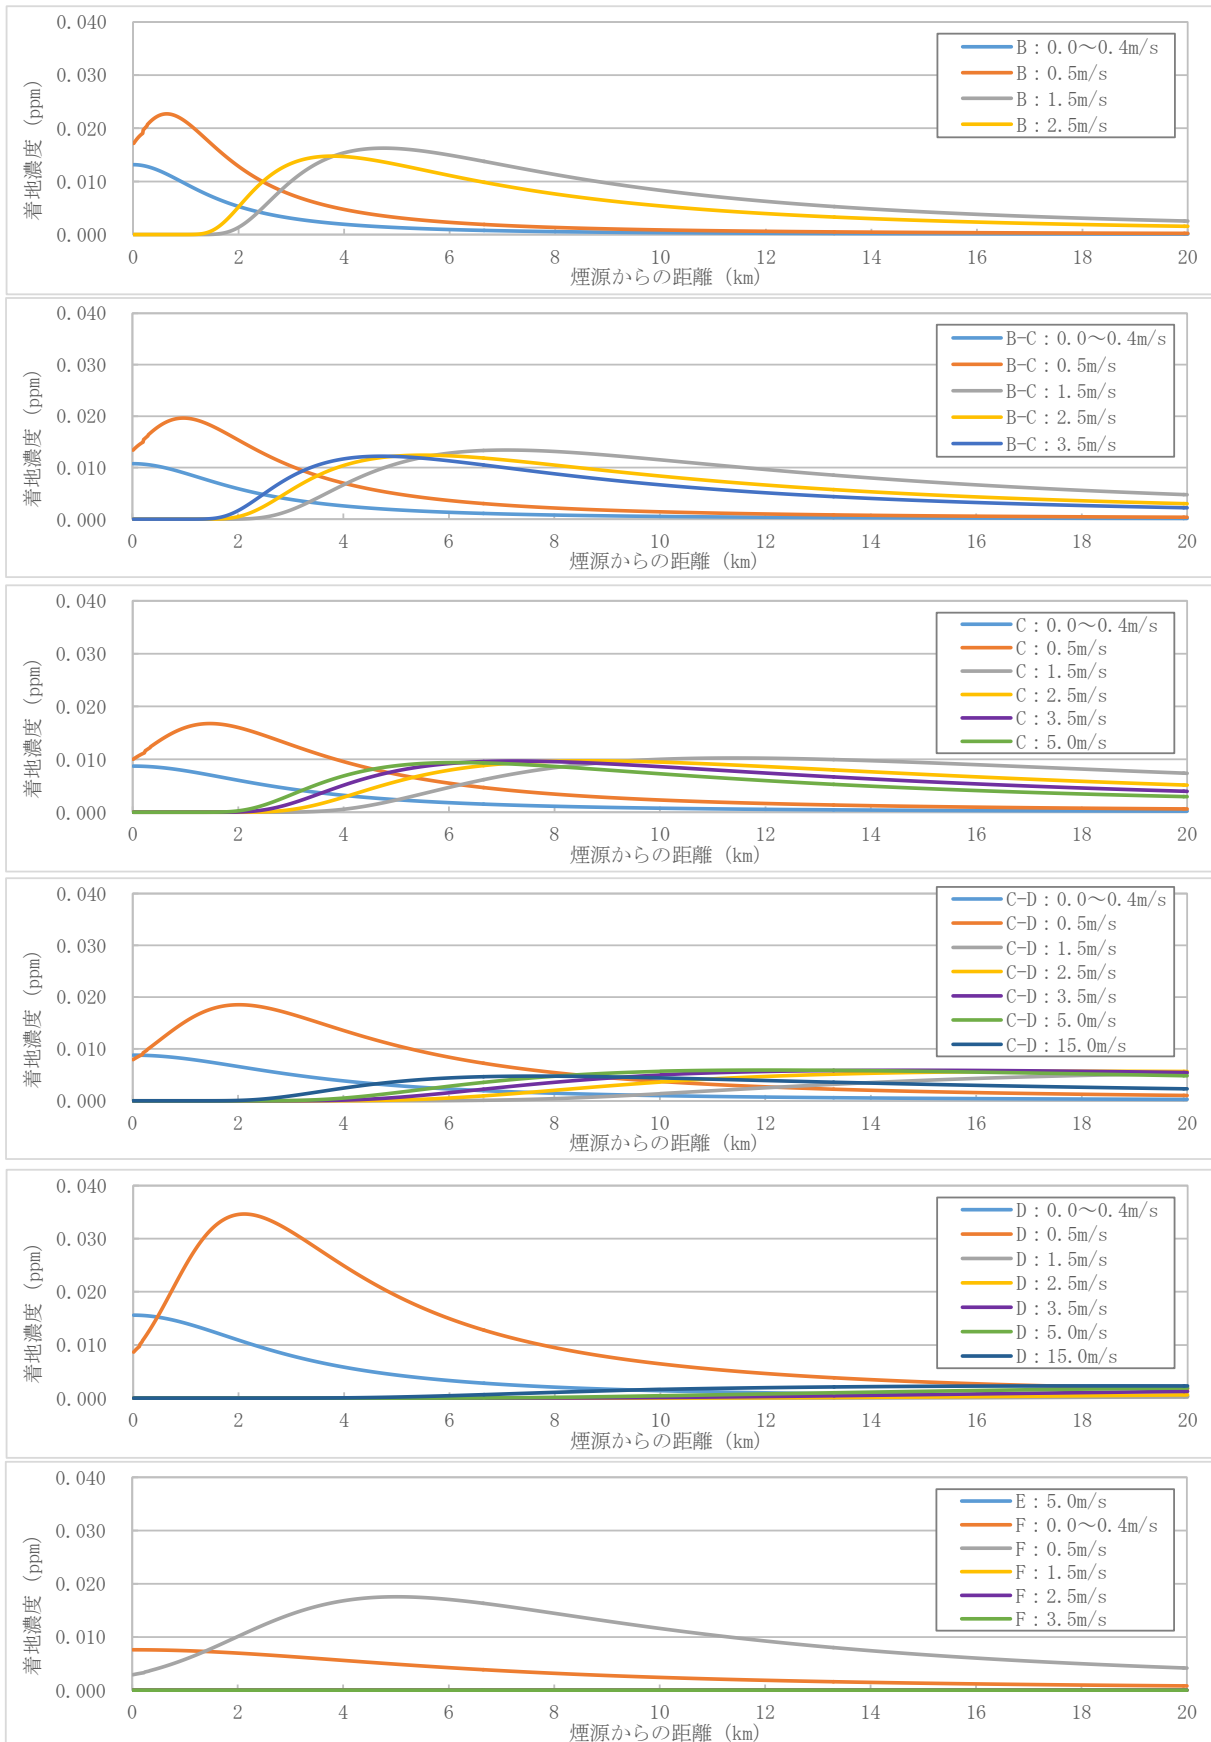 0.040
0.030
0.020
0.010
0.000
着地濃度 (ppm)
B：0.0～0.4m/s
B：0.5m/s
B：1.5m/s
B：2.5m/s
0 2 4 6 8 10 12 14 16 18 20
煙源からの距離 (km)
0.040
0.030
0.020
0.010
0.000
着地濃度 (ppm)
B-C：0.0～0.4m/s
B-C：0.5m/s
B-C：1.5m/s
B-C：2.5m/s
B-C：3.5m/s
0 2 4 6 8 10 12 14 16 18 20
煙源からの距離 (km)
0.040
0.030
0.020
0.010
0.000
着地濃度 (ppm)
C：0.0～0.4m/s
C：0.5m/s
C：1.5m/s
C：2.5m/s
C：3.5m/s
C：5.0m/s
0 2 4 6 8 10 12 14 16 18 20
煙源からの距離 (km)
0.040
0.030
0.020
0.010
0.000
着地濃度 (ppm)
C-D：0.0～0.4m/s
C-D：0.5m/s
C-D：1.5m/s
C-D：2.5m/s
C-D：3.5m/s
C-D：5.0m/s
C-D：15.0m/s
0 2 4 6 8 10 12 14 16 18 20
煙源からの距離 (km)
0.040
0.030
0.020
0.010
0.000
着地濃度 (ppm)
D：0.0～0.4m/s
D：0.5m/s
D：1.5m/s
D：2.5m/s
D：3.5m/s
D：5.0m/s
D：15.0m/s
0 2 4 6 8 10 12 14 16 18 20
煙源からの距離 (km)
0.040
0.030
0.020
0.010
0.000
着地濃度 (ppm)
E：5.0m/s
F：0.0～0.4m/s
F：0.5m/s
F：1.5m/s
F：2.5m/s
F：3.5m/s
0 2 4 6 8 10 12 14 16 18 20
煙源からの距離 (km)